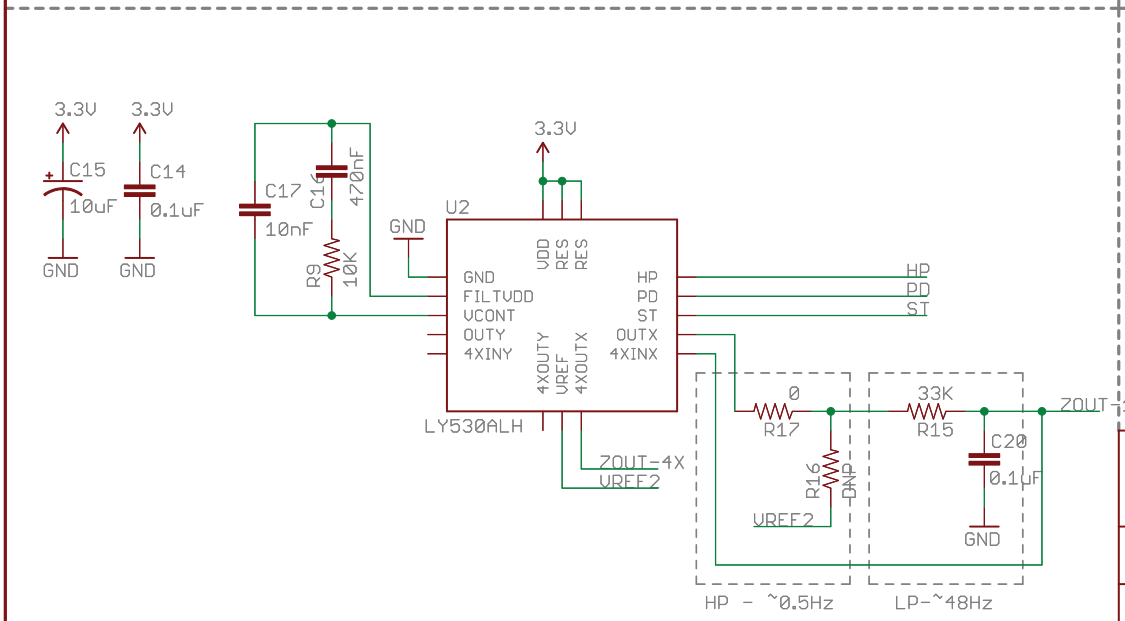 3.3V
3.3V
C15
10uF
GND
C14
0.1uF
GND
C17
10nF
C16
470nF
R9
10K
GND
3.3V
U2
VDD
RES
RES
GND
FILTVDD
VCONT
OUTY
4XINY
HP
PD
ST
OUTX
4XINX
4XOUTY
VREF
4XOUTX
LY530ALH
HP
PD
ST
ZOUT-4X
VREF2
0
R17
R16
DNP
VREF2
33K
R15
C20
0.1uF
GND
ZOUT-1
HP - ~0.5Hz
LP-~48Hz